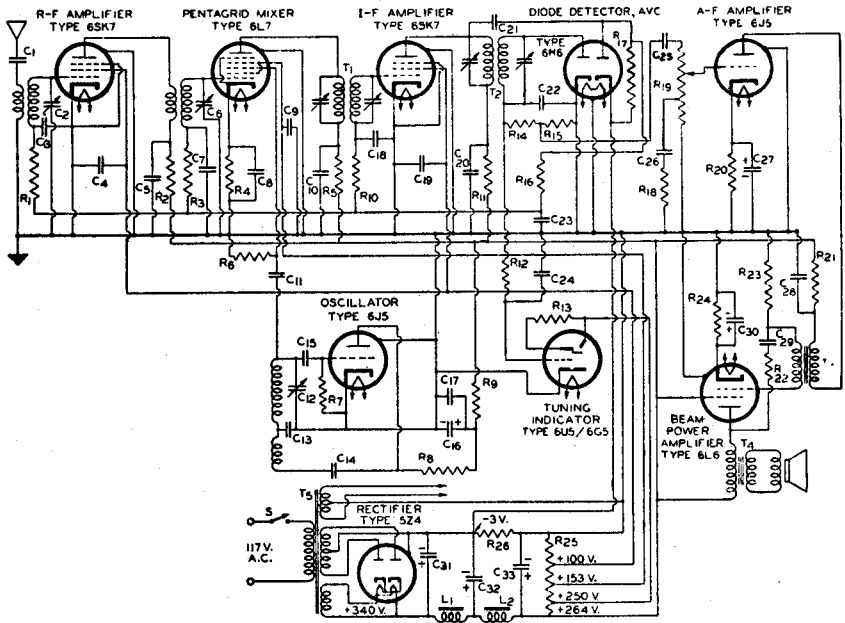 R-F AMPLIFIER
TYPE 6SK7
PENTAGRID MIXER
TYPE 6L7
I-F AMPLIFIER
TYPE 6SK7
DIODE DETECTOR, AVC
TYPE
6H6
A-F AMPLIFIER
TYPE 6J5
C1
C2
C3
R1
C4
C5
R2
C6
C7
R3
R4
C8
C9
T1
C10
R5
C18
R10
C19
C20
R11
C21
T2
C22
R14
R15
R16
R17
C23
C25
R19
C26
R18
R20
C27
R6
C11
R12
C24
R13
R23
C28
R21
R24
C30
C29
R22
OSCILLATOR
TYPE 6J5
C15
C12
R7
C13
C14
R8
C17
C16
R9
TUNING
INDICATOR
TYPE 6U5/6G5
BEAM
POWER
AMPLIFIER
TYPE 6L6
T4
T5
S
117 V.
A.C.
RECTIFIER
TYPE 5Z4
+340 V.
C31
L1
C32
-3 V.
R26
L2
C33
R25
+100 V.
+153 V.
+250 V.
+264 V.